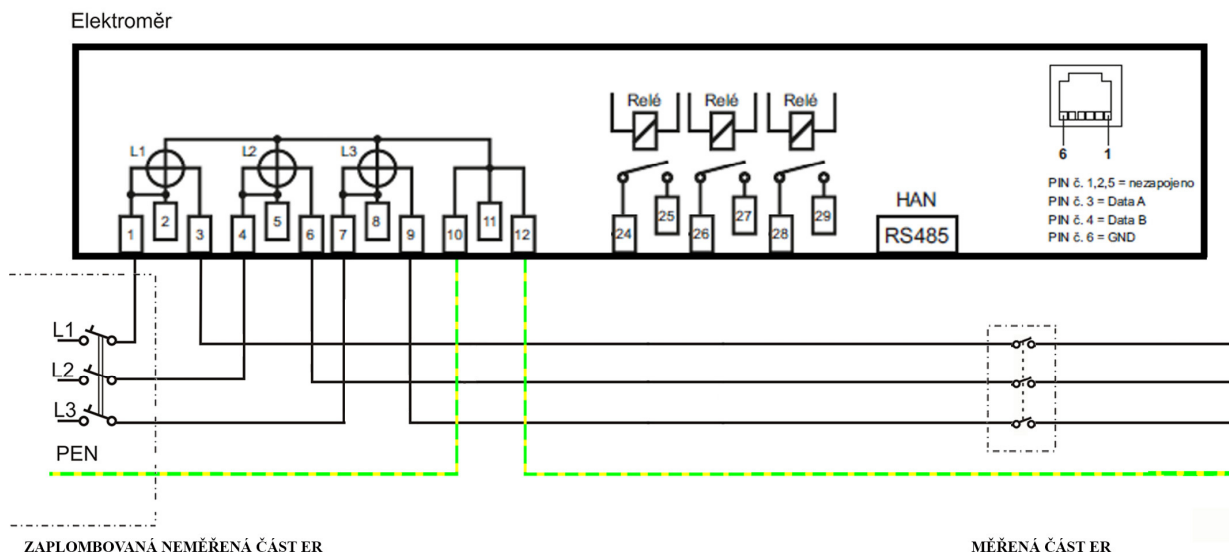 Elektroměr
Relé Relé Relé
6 1
L1 L2 L3
PIN č. 1,2,5 = nezapojeno
PIN č. 3 = Data A
PIN č. 4 = Data B
PIN č. 6 = GND
HAN
RS485
1 2 3 4 5 6 7 8 9 10 11 12
24 25 26 27 28 29
L1
L2
L3
PEN
ZAPLOMBOVANÁ NEMĚŘENÁ ČÁST ER
MĚŘENÁ ČÁST ER